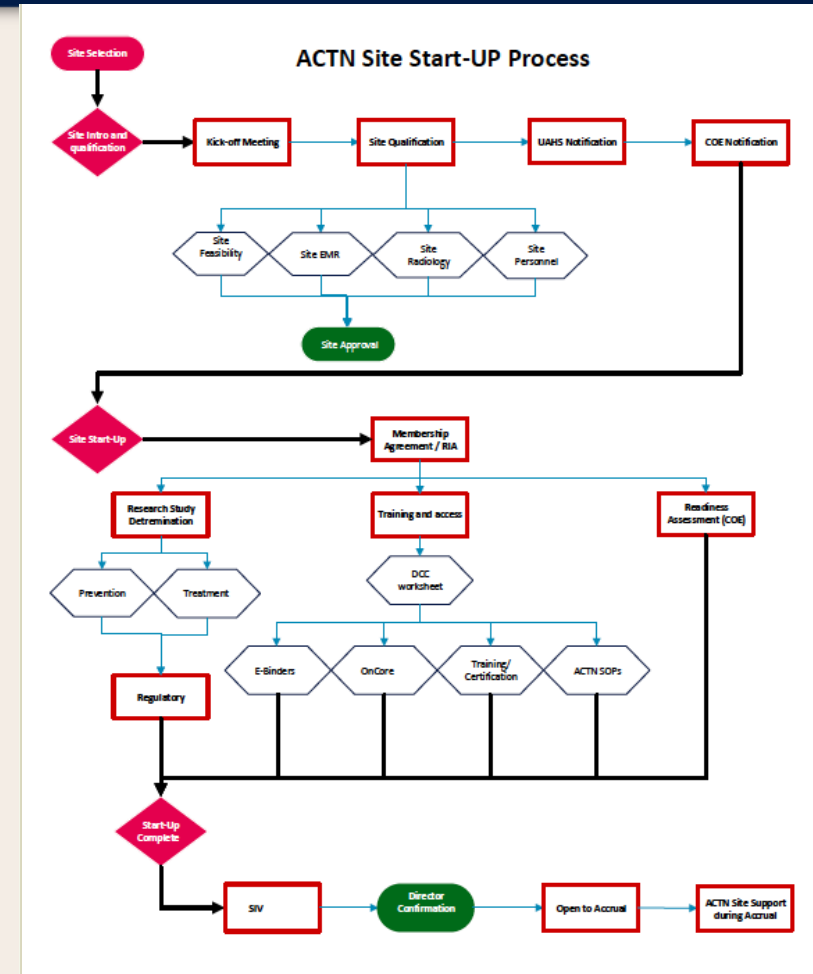 ACTN Site Start-UP Process
Site Selection
Site Intro and
qualification
Kick-off Meeting
Site Qualification
UAHS Notification
COE Notification
Site
Feasibility
Site EMR
Site
Radiology
Site
Personnel
Site Approval
Site Start-Up
Membership
Agreement / RIA
Research Study
Detremination
Training and access
Readiness
Assessment (COE)
Prevention
Treatment
DCC
worksheet
E-Binders
OnCore
Training/
Certification
ACTN SOPs
Regulatory
Start-Up
Complete
SIV
Director
Confirmation
Open to Accrual
ACTN Site Support
during Accrual